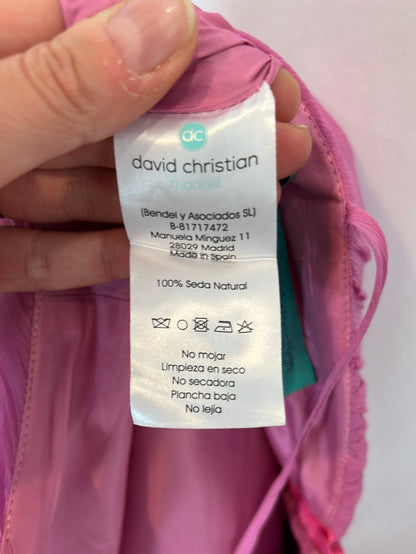 ac
david christian
madrid
(Bendel y Asociados SL)
B-81717472
Manuela Minguez 11
28029 Madrid
Made in Spain
100% Seda Natural
No mojar
Limpieza en seco
No secadora
Plancha baja
No lejía